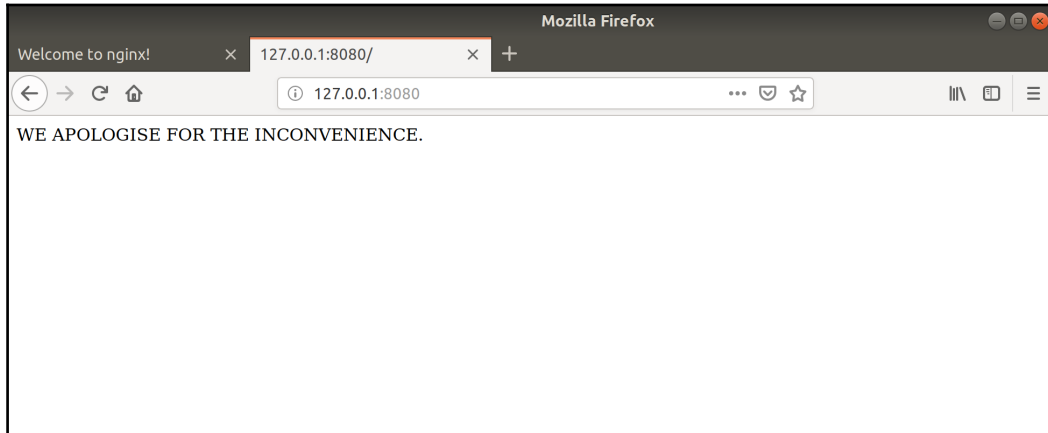 Mozilla Firefox
Welcome to nginx!
127.0.0.1:8080/
127.0.0.1:8080
WE APOLOGISE FOR THE INCONVENIENCE.